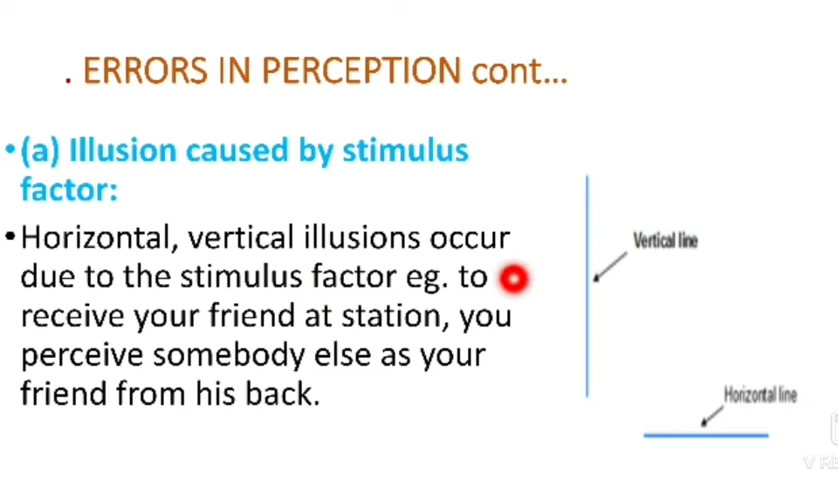 . ERRORS IN PERCEPTION cont...
•(a) Illusion caused by stimulus
factor:
•Horizontal, vertical illusions occur
due to the stimulus factor eg. to
receive your friend at station, you
perceive somebody else as your
friend from his back.
Vertical line
Horizontal line